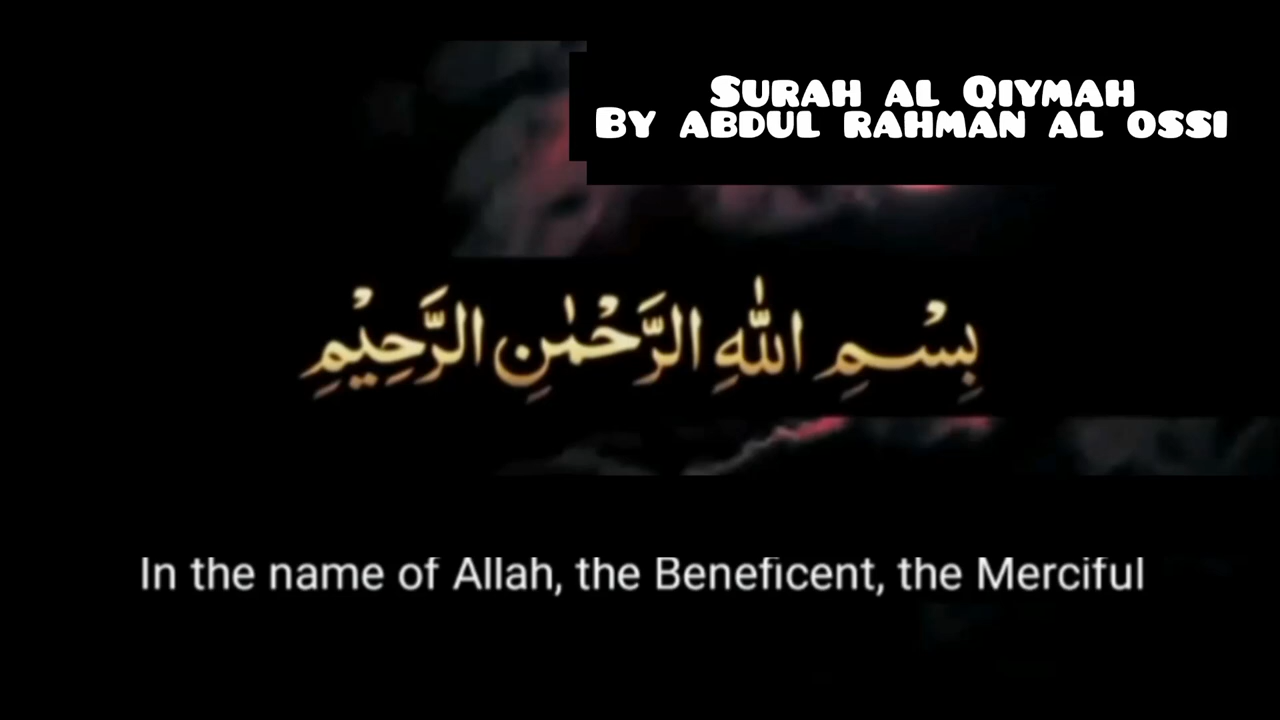 Surah al Qiymah
By abdul rahman al ossi
بِسْمِ اللّٰهِ الرَّحْمٰنِ الرَّحِيْمِ
In the name of Allah, the Beneficent, the Merciful